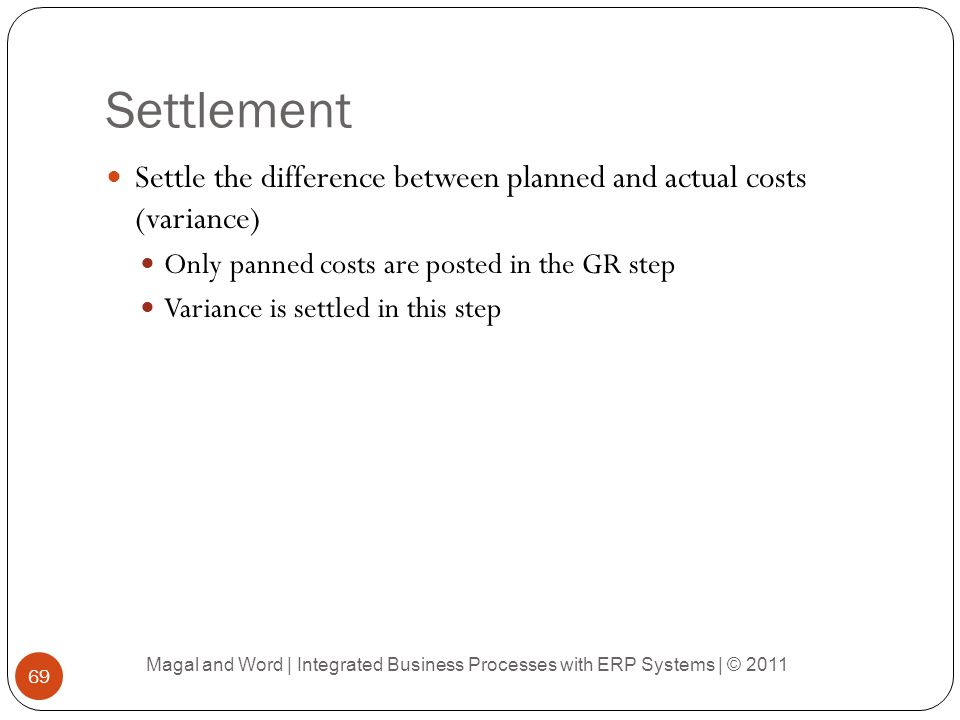 Settlement
Settle the difference between planned and actual costs
(variance)
Only panned costs are posted in the GR step
Variance is settled in this step
Magal and Word | Integrated Business Processes with ERP Systems | © 2011
69